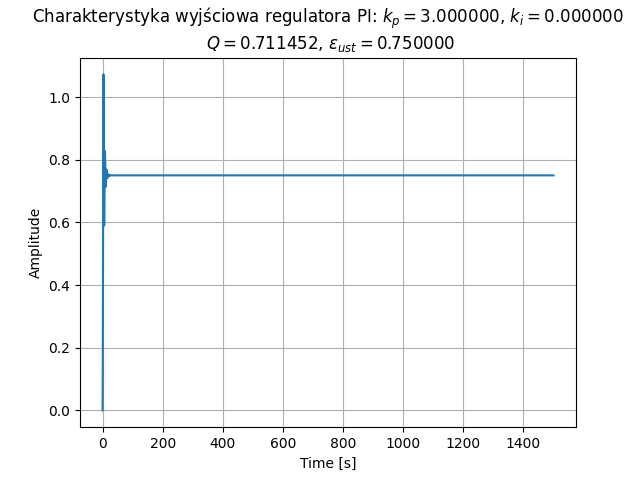 Charakterystyka wyjściowa regulatora PI: $k_p = 3.000000$, $k_i = 0.000000$
$Q = 0.711452$, $\varepsilon_{ust} = 0.750000$
1.0
0.8
0.6
0.4
0.2
0.0
Amplitude
0 200 400 600 800 1000 1200 1400
Time [s]